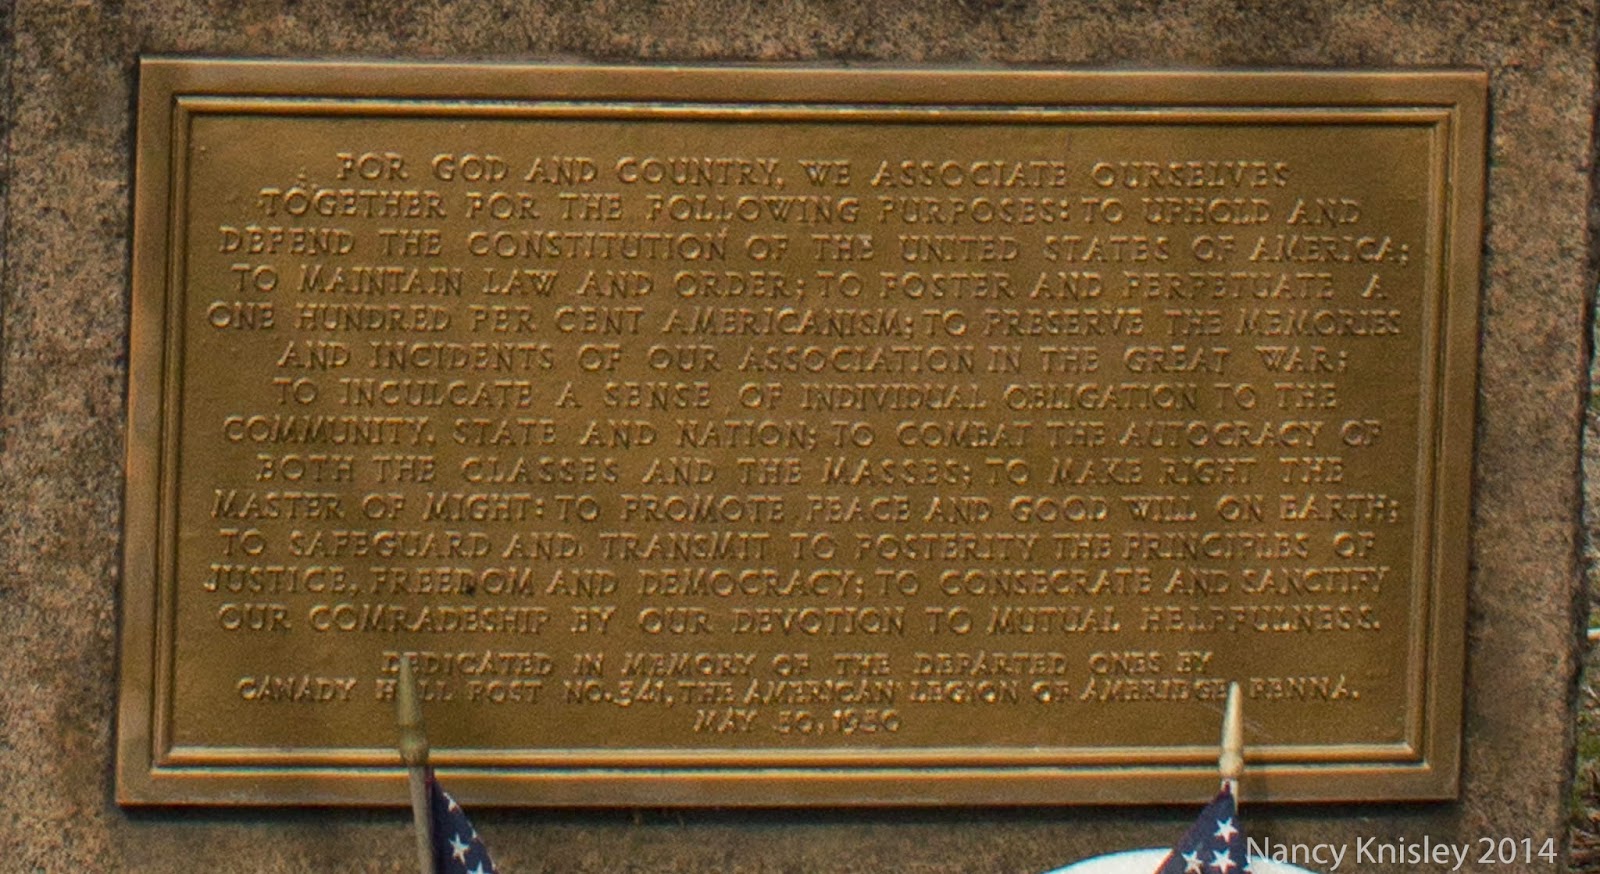 FOR GOD AND COUNTRY, WE ASSOCIATE OURSELVES
TOGETHER FOR THE FOLLOWING PURPOSES: TO UPHOLD AND
DEFEND THE CONSTITUTION OF THE UNITED STATES OF AMERICA;
TO MAINTAIN LAW AND ORDER; TO FOSTER AND PERPETUATE A
ONE HUNDRED PER CENT AMERICANISM; TO PRESERVE THE MEMORIES
AND INCIDENTS OF OUR ASSOCIATION IN THE GREAT WAR;
TO INCULCATE A SENSE OF INDIVIDUAL OBLIGATION TO THE
COMMUNITY, STATE AND NATION; TO COMBAT THE AUTOCRACY OF
BOTH THE CLASSES AND THE MASSES; TO MAKE RIGHT THE
MASTER OF MIGHT; TO PROMOTE PEACE AND GOOD WILL ON EARTH;
TO SAFEGUARD AND TRANSMIT TO POSTERITY THE PRINCIPLES OF
JUSTICE, FREEDOM AND DEMOCRACY; TO CONSECRATE AND SANCTIFY
OUR COMRADESHIP BY OUR DEVOTION TO MUTUAL HELPFULNESS.
DEDICATED IN MEMORY OF THE DEPARTED ONES BY
CANADY POST NO. 341, THE AMERICAN LEGION OF AMBRIDGE PENNA.
MAY 30,
Nancy Knisley 2014